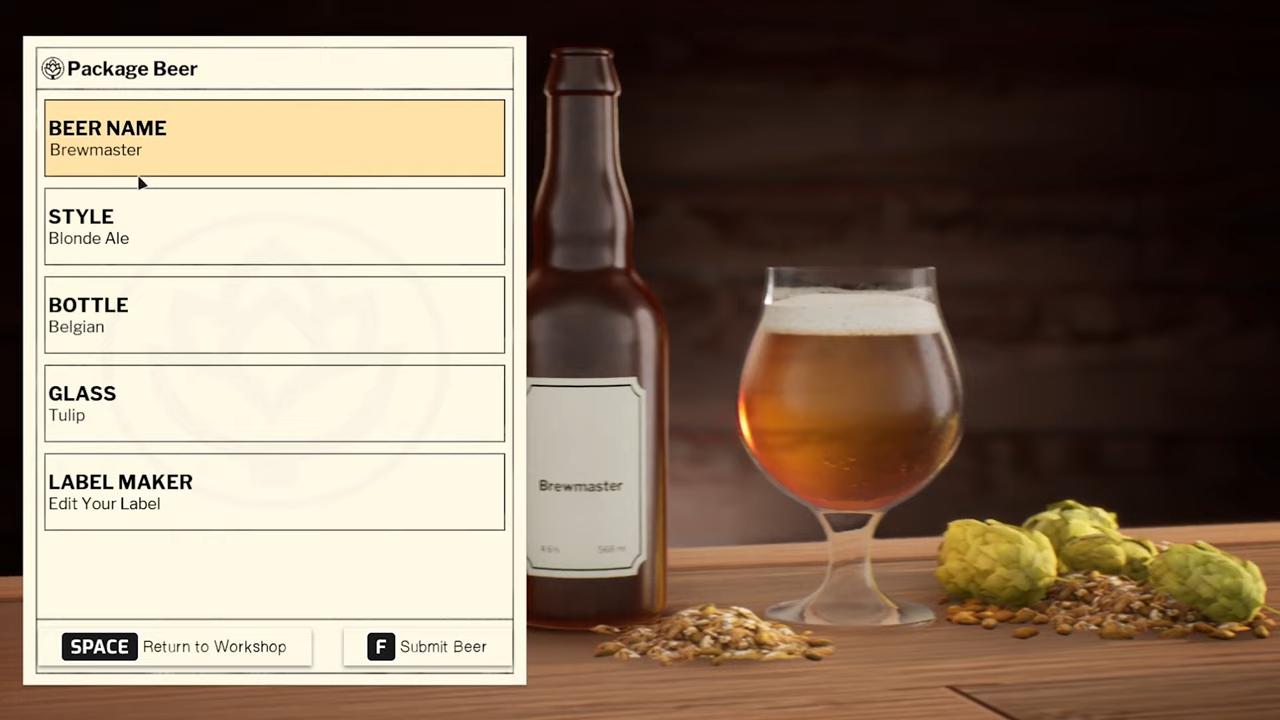 Package Beer
BEER NAME
Brewmaster
STYLE
Blonde Ale
BOTTLE
Belgian
GLASS
Tulip
LABEL MAKER
Edit Your Label
SPACE Return to Workshop
F Submit Beer
Brewmaster